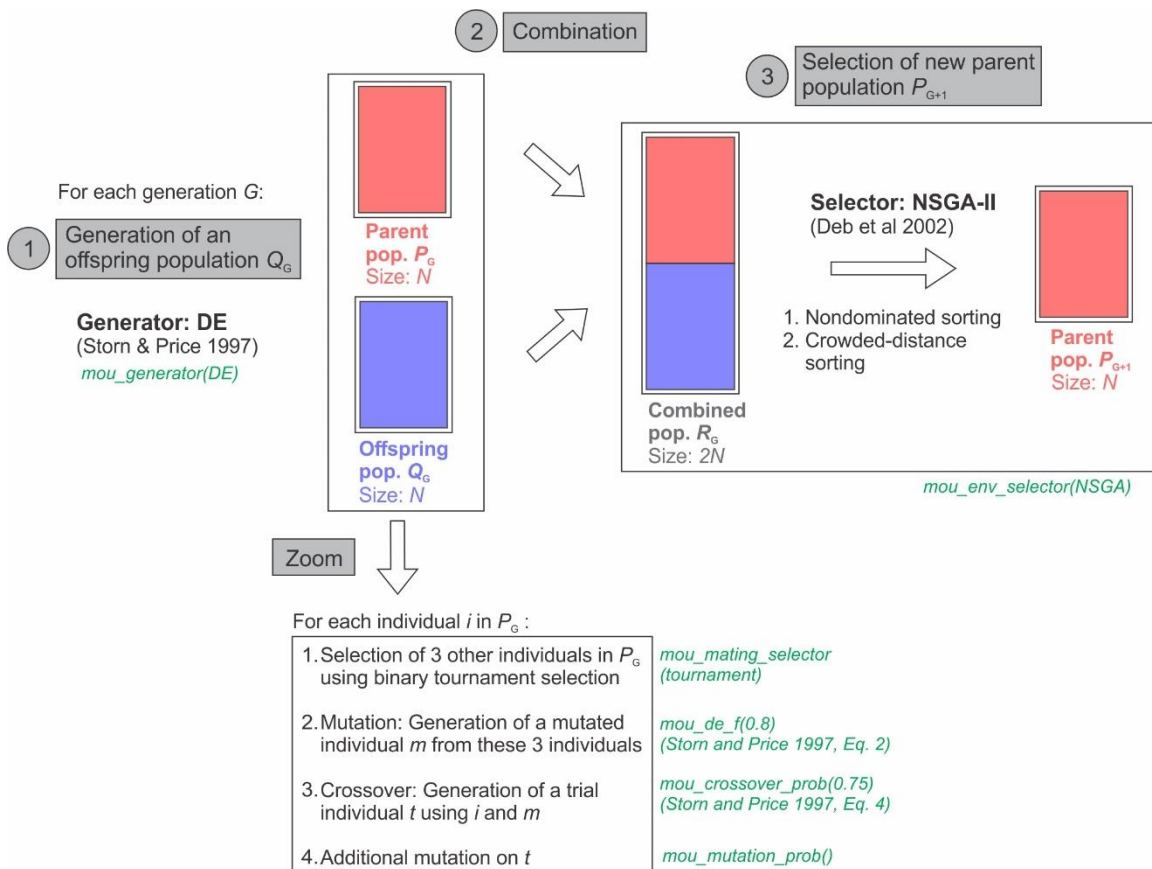 2
Combination
3
Selection of new parent
population P_G+1
For each generation G:
1
Generation of an
offspring population Q_G
Generator: DE
(Storn & Price 1997)
mou_generator(DE)
Parent
pop. P_G
Size: N
Offspring
pop. Q_G
Size: N
Combined
pop. R_G
Size: 2N
Selector: NSGA-II
(Deb et al 2002)
1. Nondominated sorting
2. Crowded-distance
sorting
Parent
pop. P_G+1
Size: N
mou_env_selector(NSGA)
Zoom
For each individual i in P_G :
1. Selection of 3 other individuals in P_G
using binary tournament selection
mou_mating_selector
(tournament)
2. Mutation: Generation of a mutated
individual m from these 3 individuals
mou_de_f(0.8)
(Storn and Price 1997, Eq. 2)
3. Crossover: Generation of a trial
individual t using i and m
mou_crossover_prob(0.75)
(Storn and Price 1997, Eq. 4)
4. Additional mutation on t
mou_mutation_prob()